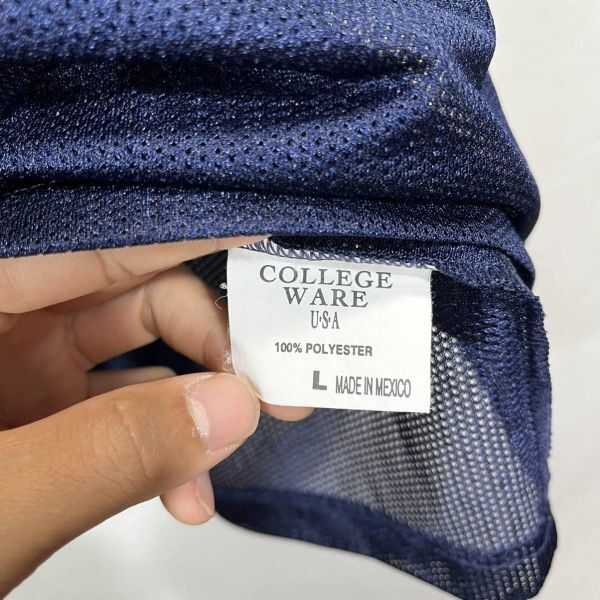 COLLEGE
WARE
U·S·A
100% POLYESTER
L MADE IN MEXICO